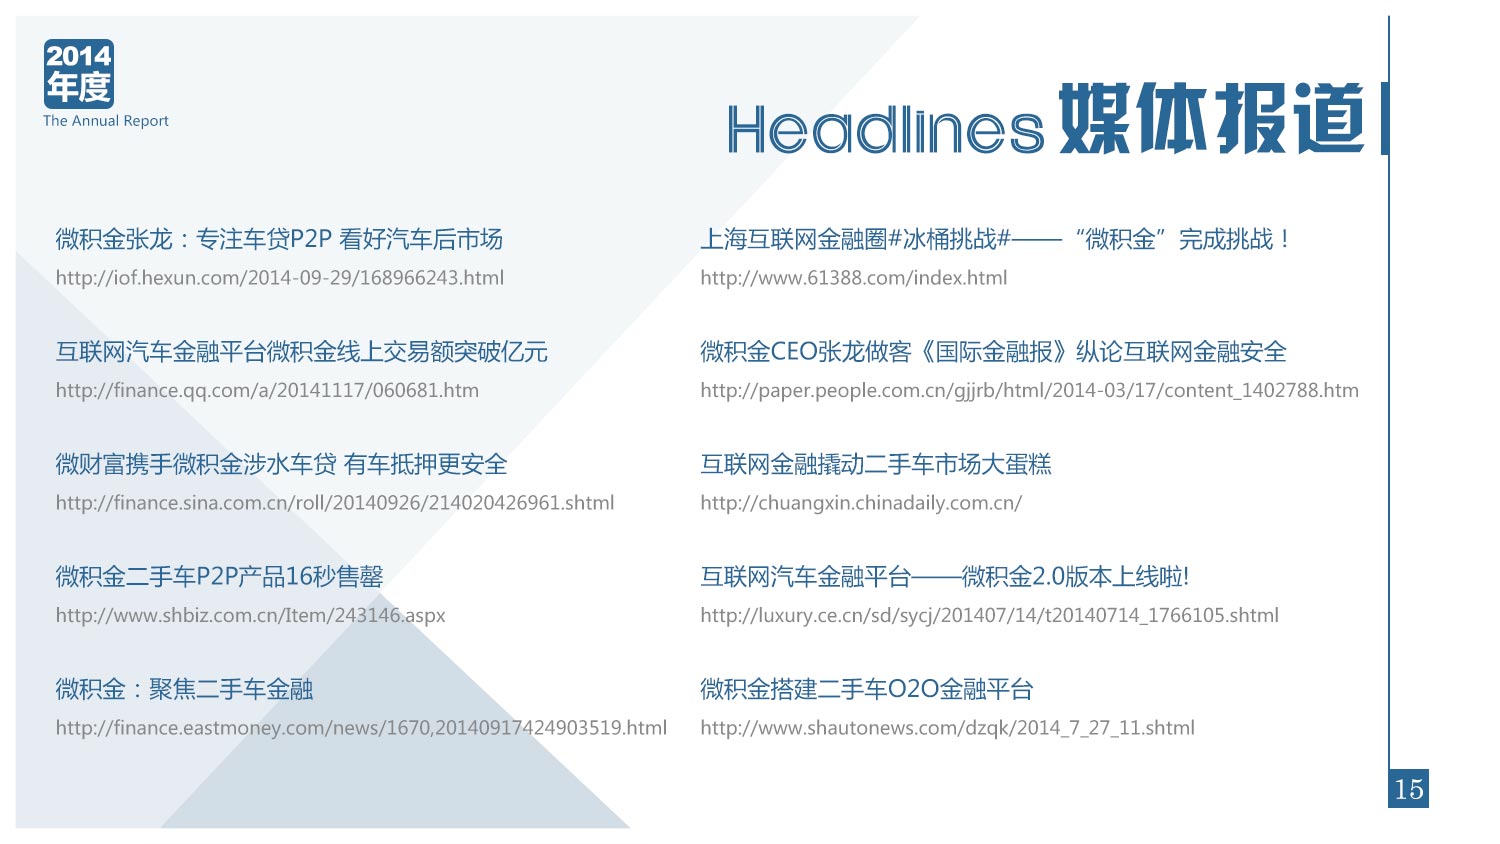 2014
年度
The Annual Report
Headlines 媒体报道
微积金张龙：专注车贷P2P 看好汽车后市场
http://iof.hexun.com/2014-09-29/168966243.html
互联网汽车金融平台微积金线上交易额突破亿元
http://finance.qq.com/a/20141117/060681.htm
微财富携手微积金涉水车贷 有车抵押更安全
http://finance.sina.com.cn/roll/20140926/214020426961.shtml
微积金二手车P2P产品16秒售罄
http://www.shbiz.com.cn/Item/243146.aspx
微积金：聚焦二手车金融
http://finance.eastmoney.com/news/1670,20140917424903519.html
上海互联网金融圈#冰桶挑战#——“微积金”完成挑战！
http://www.61388.com/index.html
微积金CEO张龙做客《国际金融报》纵论互联网金融安全
http://paper.people.com.cn/gjjrb/html/2014-03/17/content_1402788.htm
互联网金融撬动二手车市场大蛋糕
http://chuangxin.chinadaily.com.cn/
互联网汽车金融平台——微积金2.0版本上线啦!
http://luxury.ce.cn/sd/sycj/201407/14/t20140714_1766105.shtml
微积金搭建二手车O2O金融平台
http://www.shautonews.com/dzqk/2014_7_27_11.shtml
15